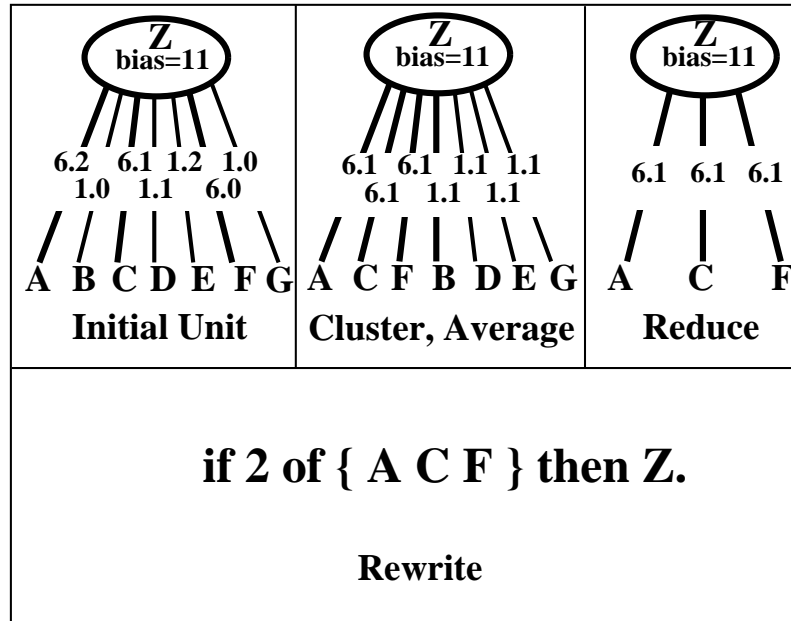 Z
bias=11
6.2 6.1 1.2 1.0
1.0 1.1 6.0
A B C D E F G
Initial Unit
Z
bias=11
6.1 6.1 1.1 1.1
6.1 1.1 1.1
A C F B D E G
Cluster, Average
Z
bias=11
6.1 6.1 6.1
A C F
Reduce
if 2 of { A C F } then Z.
Rewrite